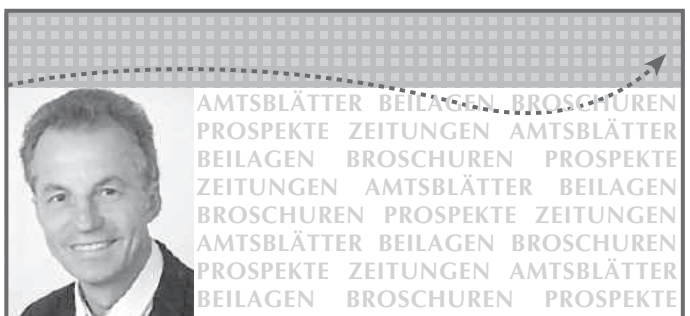 AMTSBLÄTTER BEILAGEN BROSCHUREN
PROSPEKTE ZEITUNGEN AMTSBLÄTTER
BEILAGEN BROSCHUREN PROSPEKTE
ZEITUNGEN AMTSBLÄTTER BEILAGEN
BROSCHUREN PROSPEKTE ZEITUNGEN
AMTSBLÄTTER BEILAGEN BROSCHUREN
PROSPEKTE ZEITUNGEN AMTSBLÄTTER
BEILAGEN BROSCHUREN PROSPEKTE